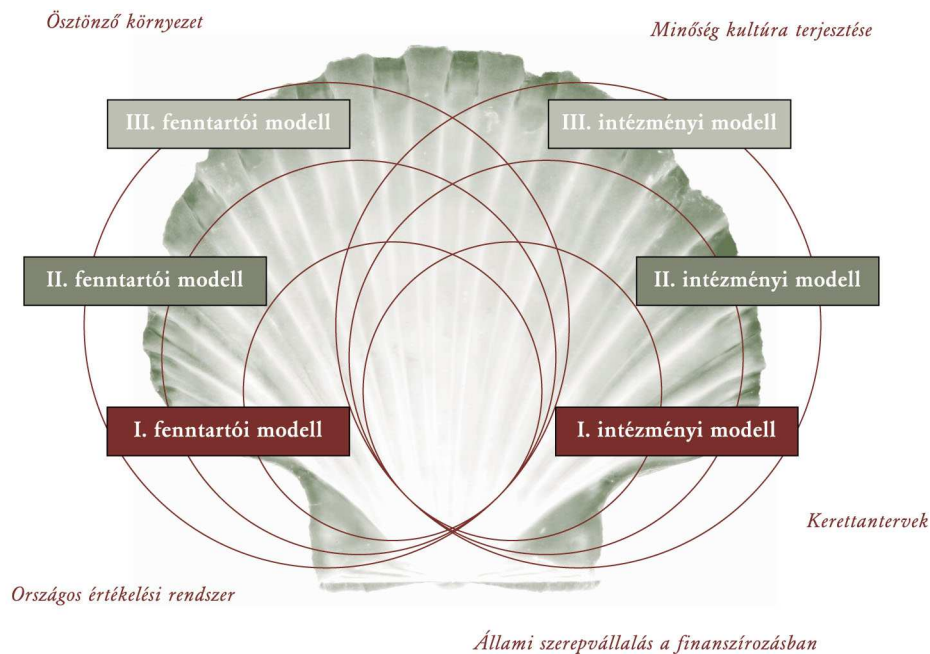 Ösztönző környezet
Minőség kultúra terjesztése
III. fenntartói modell
III. intézményi modell
II. fenntartói modell
II. intézményi modell
I. fenntartói modell
I. intézményi modell
Kerettantervek
Országos értékelési rendszer
Állami szerepvállalás a finanszírozásban